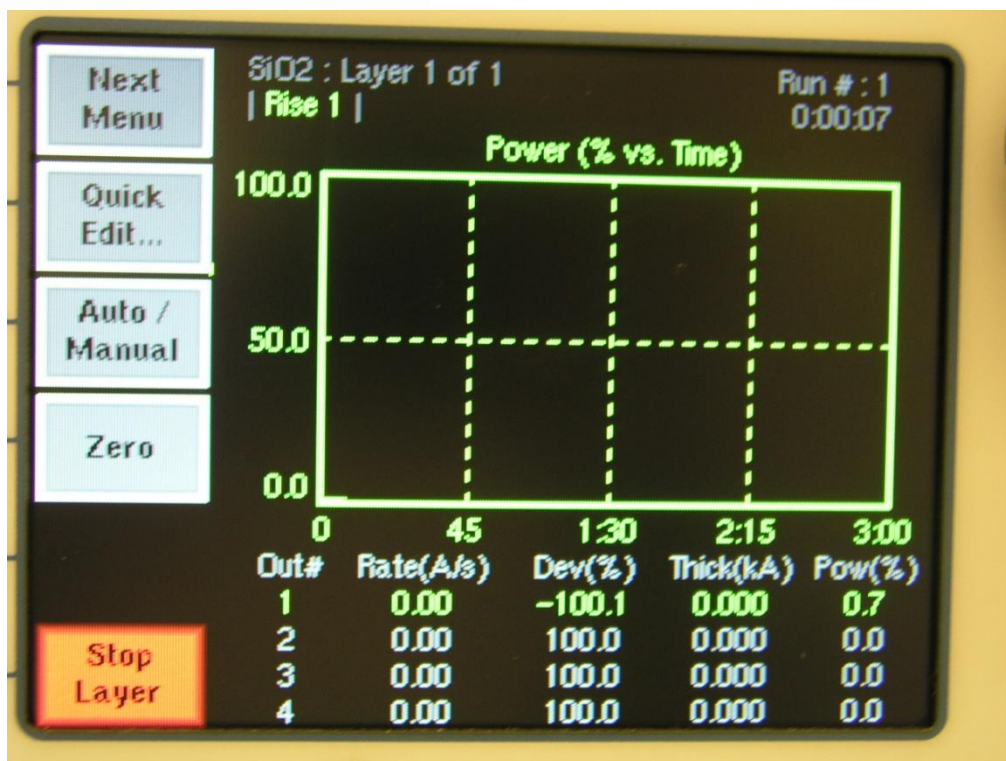 Next
Menu
Quick
Edit...
Auto /
Manual
Zero
Stop
Layer
SiO2 : Layer 1 of 1
| Rise 1 |
Run # : 1
0:00:07
Power (% vs. Time)
100.0
50.0
0.0
0 45 1:30 2:15 3:00
Out# Rate(A/s) Dev(%) Thick(kA) Pow(%)
1 0.00 -100.1 0.000 0.7
2 0.00 100.0 0.000 0.0
3 0.00 100.0 0.000 0.0
4 0.00 100.0 0.000 0.0